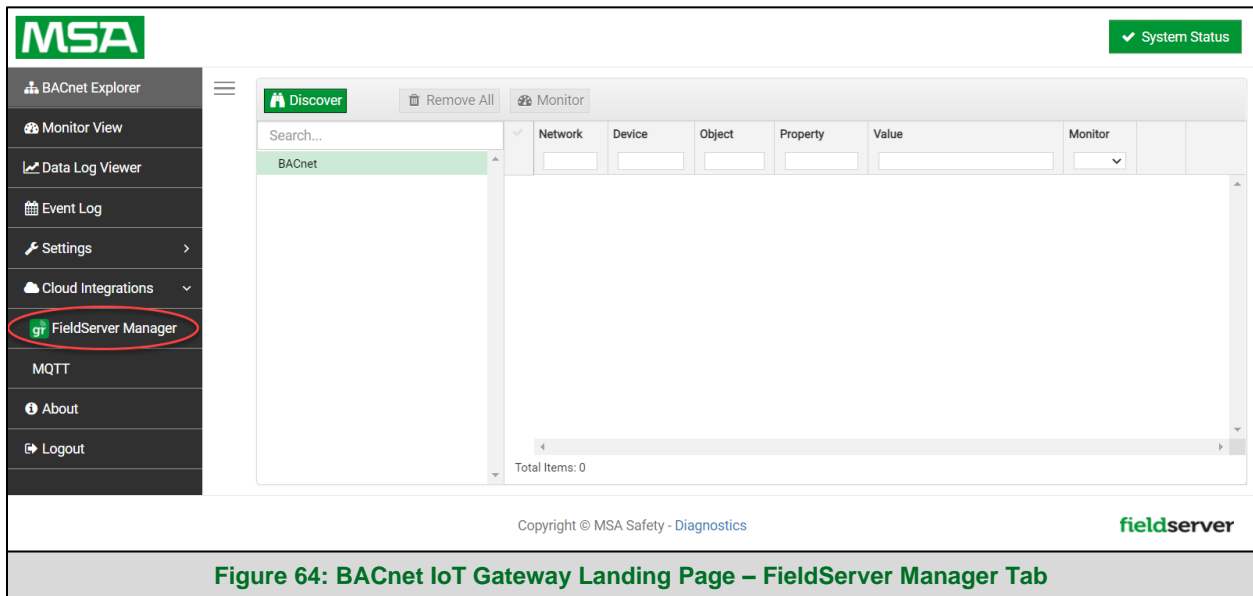 MSA
System Status
BACnet Explorer
Monitor View
Data Log Viewer
Event Log
Settings
Cloud Integrations
FieldServer Manager
MQTT
About
Logout
Discover
Remove All
Monitor
Search...
BACnet
Network Device Object Property Value Monitor
Total Items: 0
Copyright © MSA Safety - Diagnostics
fieldserver
Figure 64: BACnet IoT Gateway Landing Page – FieldServer Manager Tab